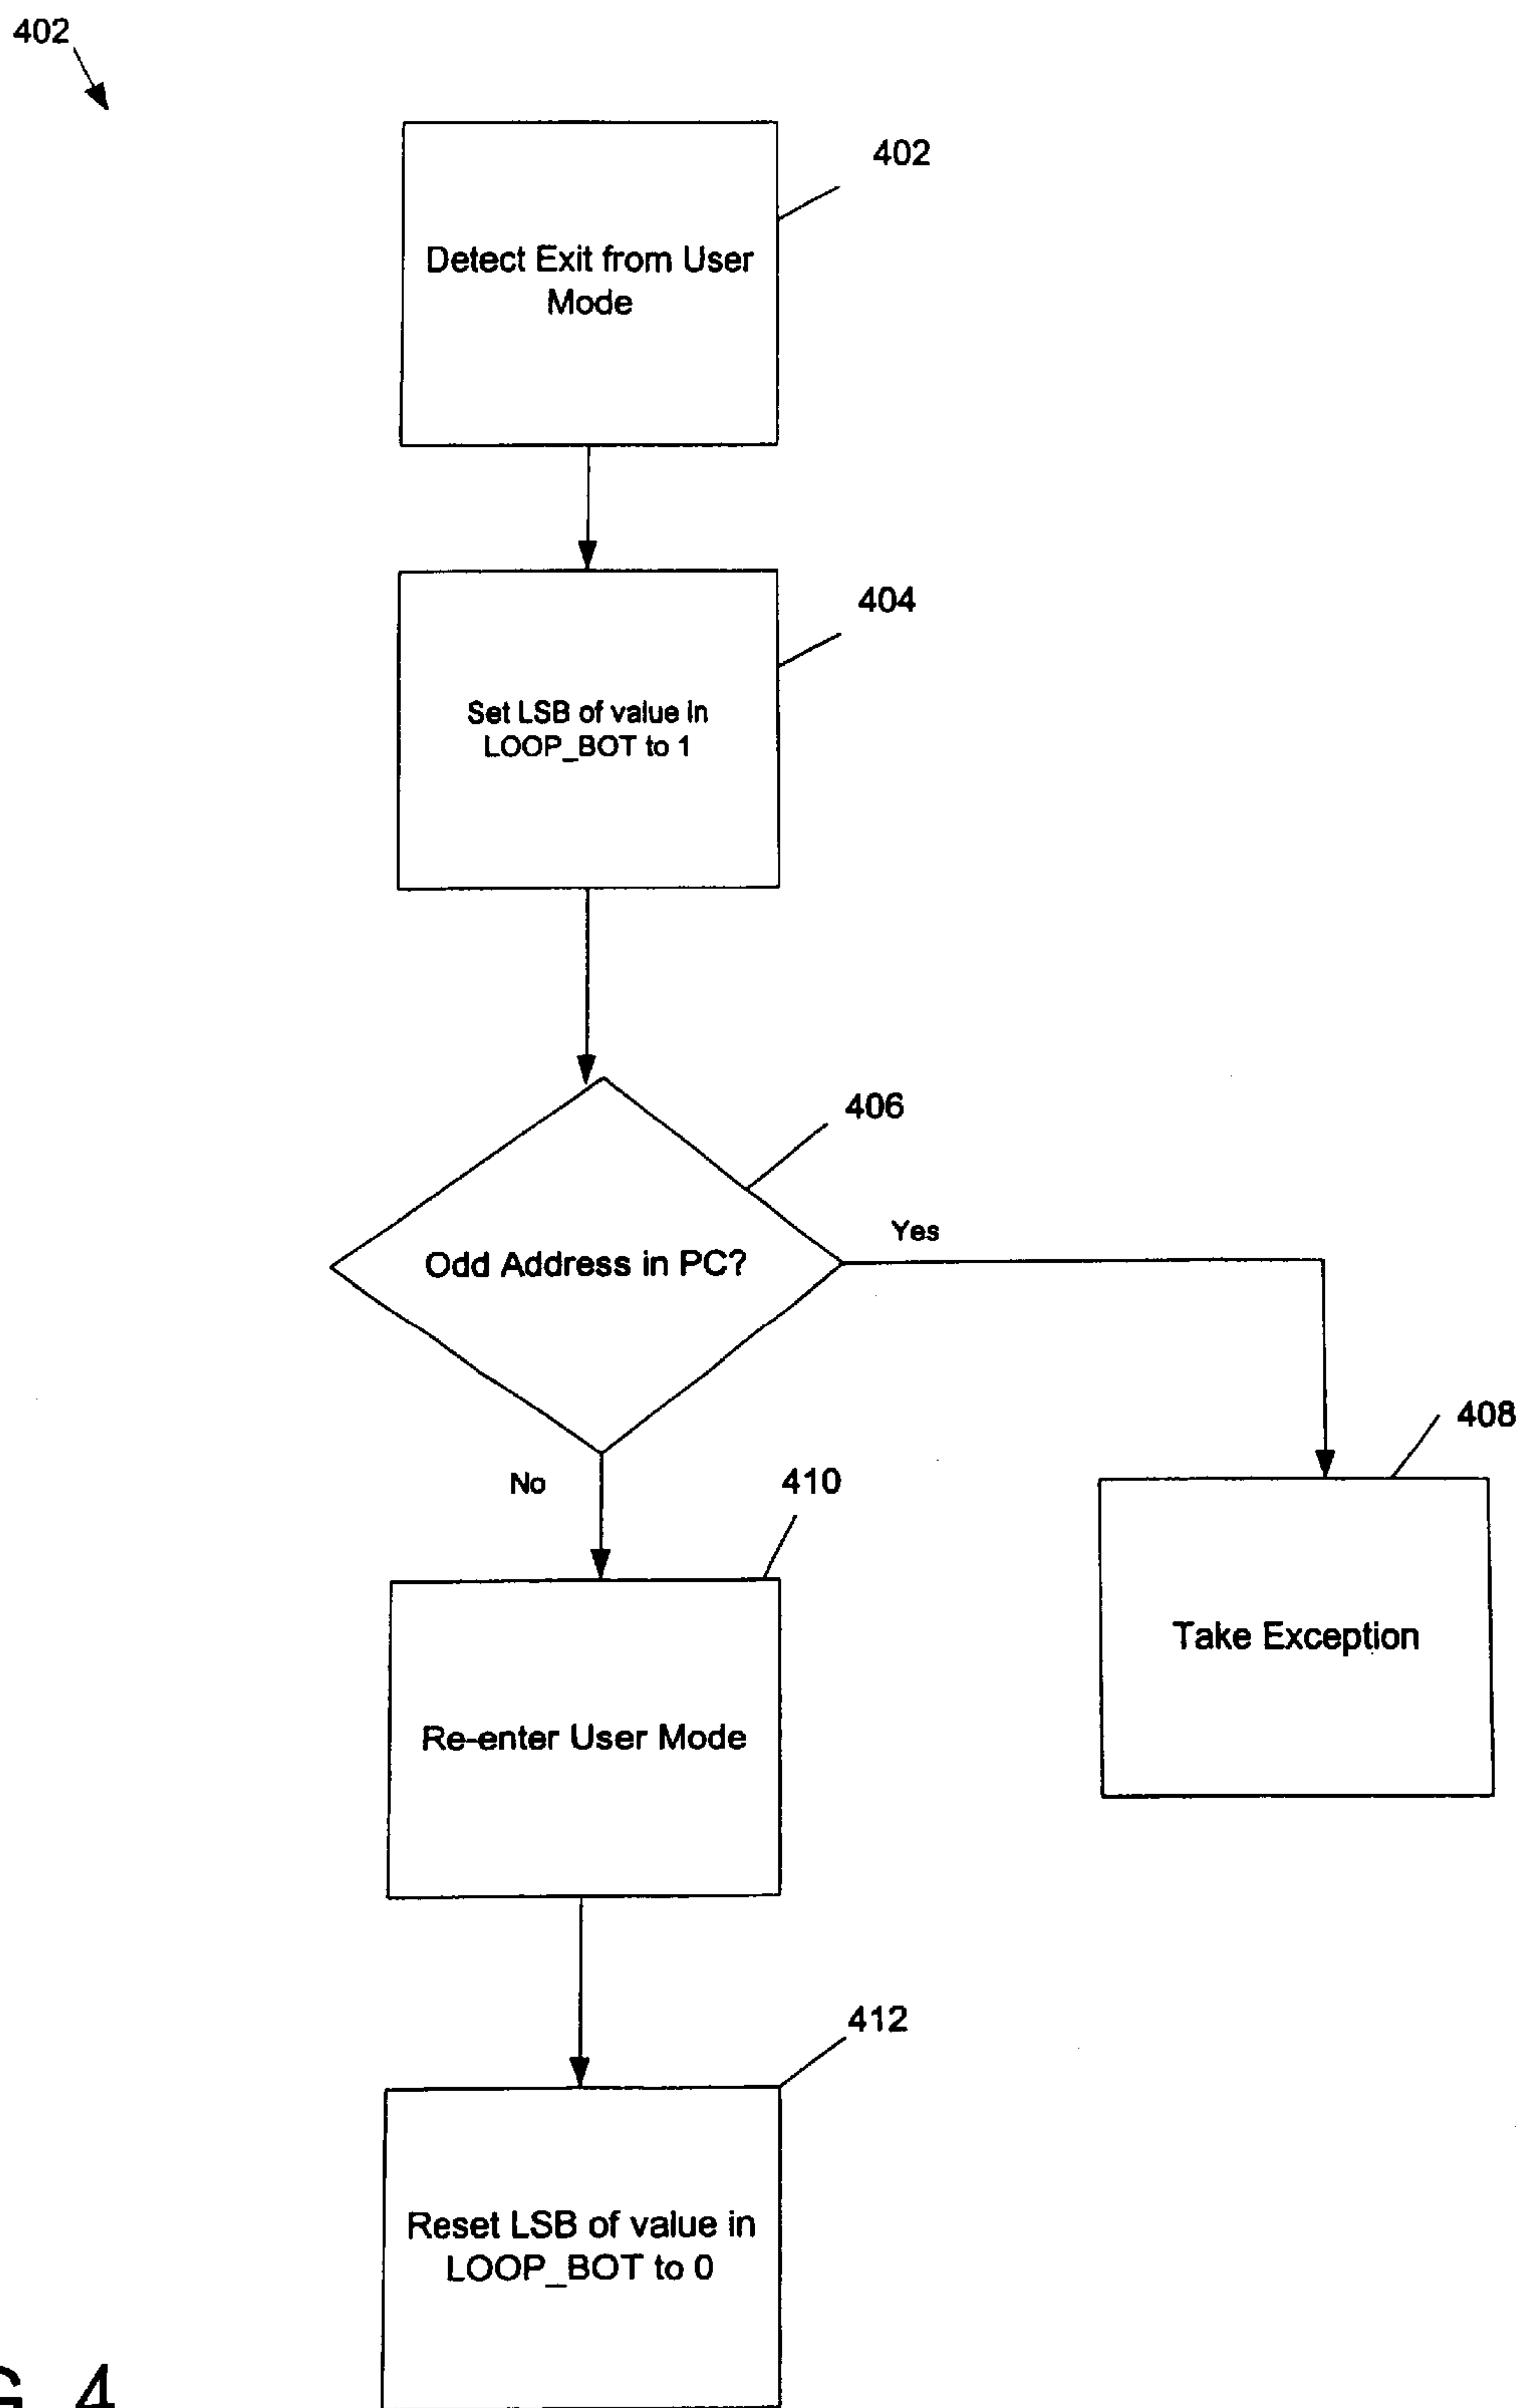 402
402
Detect Exit from User
Mode
404
Set LSB of value in
LOOP_BOT to 1
406
Odd Address in PC?
Yes
408
No
410
Take Exception
Re-enter User Mode
412
Reset LSB of value in
LOOP_BOT to 0
G. 4